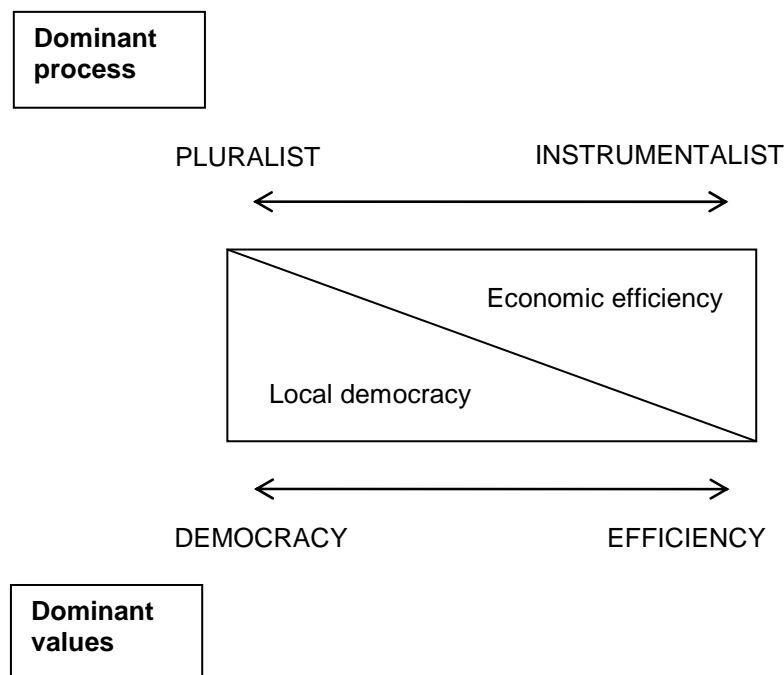 Dominant
process
PLURALIST INSTRUMENTALIST
Economic efficiency
Local democracy
DEMOCRACY EFFICIENCY
Dominant
values